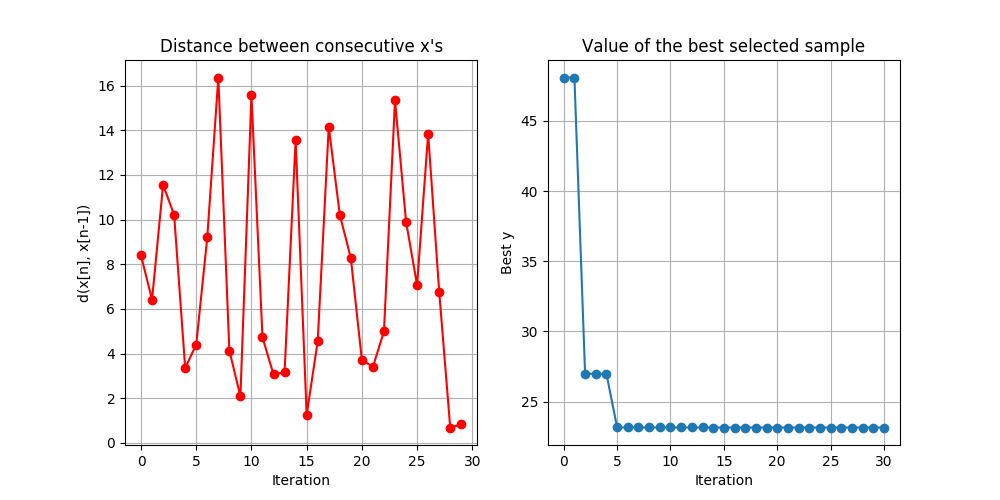 Distance between consecutive x's
d(x[n], x[n-1])
16
14
12
10
8
6
4
2
0
0 5 10 15 20 25 30
Iteration
Value of the best selected sample
Best y
45
40
35
30
25
0 5 10 15 20 25 30
Iteration